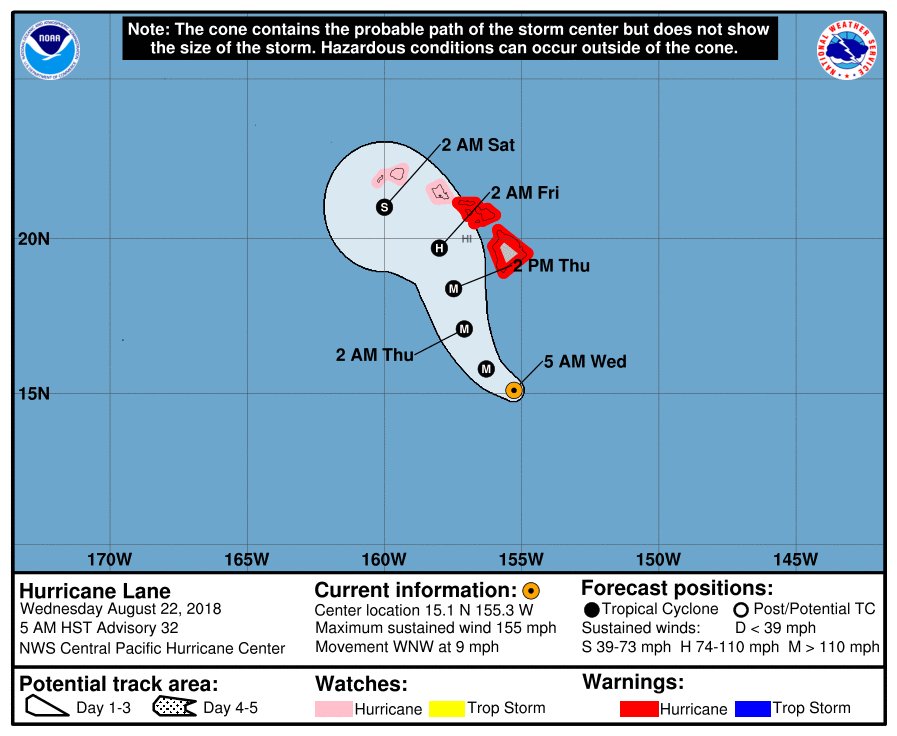 Note: The cone contains the probable path of the storm center but does not show
the size of the storm. Hazardous conditions can occur outside of the cone.
NOAA
NATIONAL WEATHER SERVICE
2 AM Sat
2 AM Fri
S
20N
H
HI
2 PM Thu
M
M
2 AM Thu
5 AM Wed
M
15N
170W 165W 160W 155W 150W 145W
Hurricane Lane
Wednesday August 22, 2018
5 AM HST Advisory 32
NWS Central Pacific Hurricane Center
Current information:
Center location 15.1 N 155.3 W
Maximum sustained wind 155 mph
Movement WNW at 9 mph
Forecast positions:
Tropical Cyclone Post/Potential TC
Sustained winds: D < 39 mph
S 39-73 mph H 74-110 mph M > 110 mph
Potential track area:
Day 1-3 Day 4-5
Watches:
Hurricane Trop Storm
Warnings:
Hurricane Trop Storm